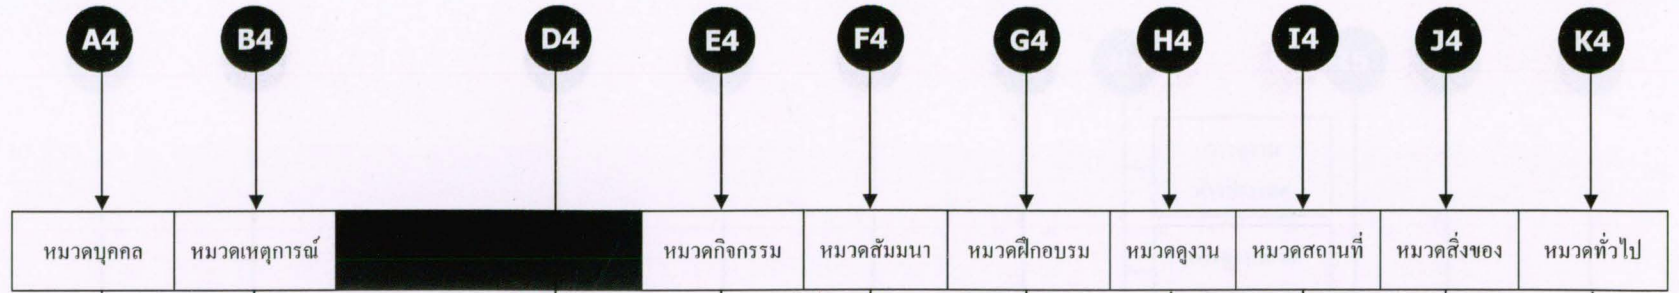 A4 B4 D4 E4 F4 G4 H4 I4 J4 K4
หมวดบุคคล หมวดเหตุการณ์ หมวดกิจกรรม หมวดสัมมนา หมวดฝึกอบรม หมวดดูงาน หมวดสถานที่ หมวดสิ่งของ หมวดทั่วไป